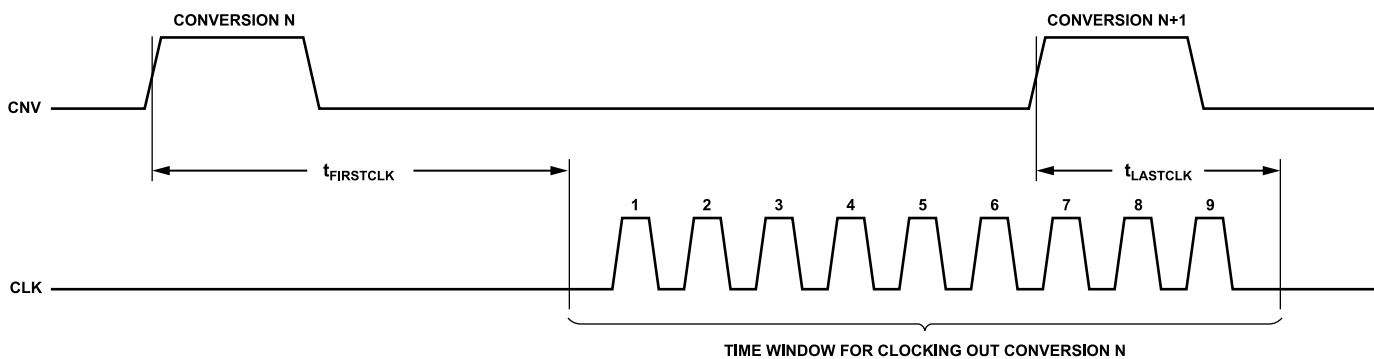 CONVERSION N
CONVERSION N+1
CNV
tFIRSTCLK
tLASTCLK
1 2 3 4 5 6 7 8 9
CLK
TIME WINDOW FOR CLOCKING OUT CONVERSION N